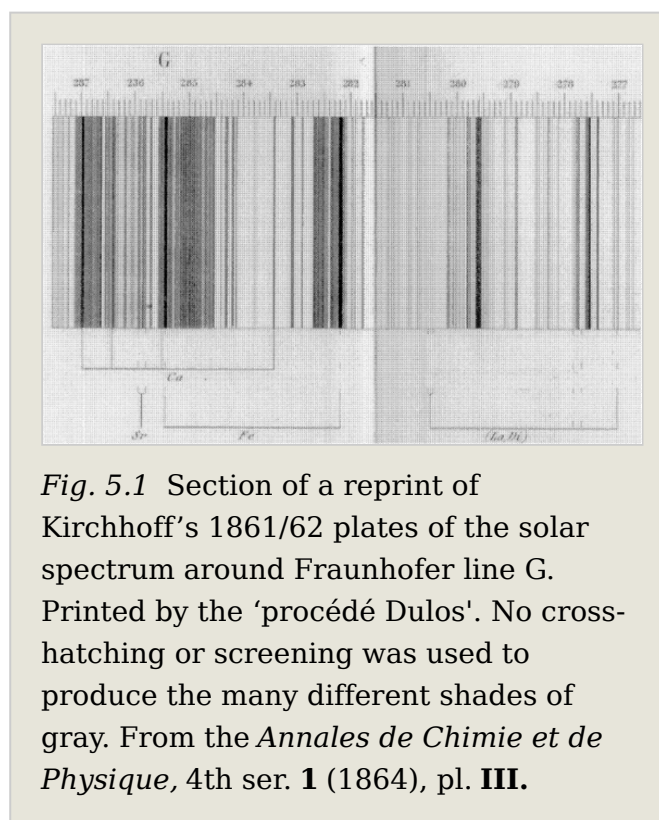 G
287 236 285 284 283 282 281 280 279 278 277
Ca
Sr Fe (La, Di)
Fig. 5.1 Section of a reprint of
Kirchhoff’s 1861/62 plates of the solar
spectrum around Fraunhofer line G.
Printed by the ‘procédé Dulos'. No cross-
hatching or screening was used to
produce the many different shades of
gray. From the Annales de Chimie et de
Physique, 4th ser. 1 (1864), pl. III.